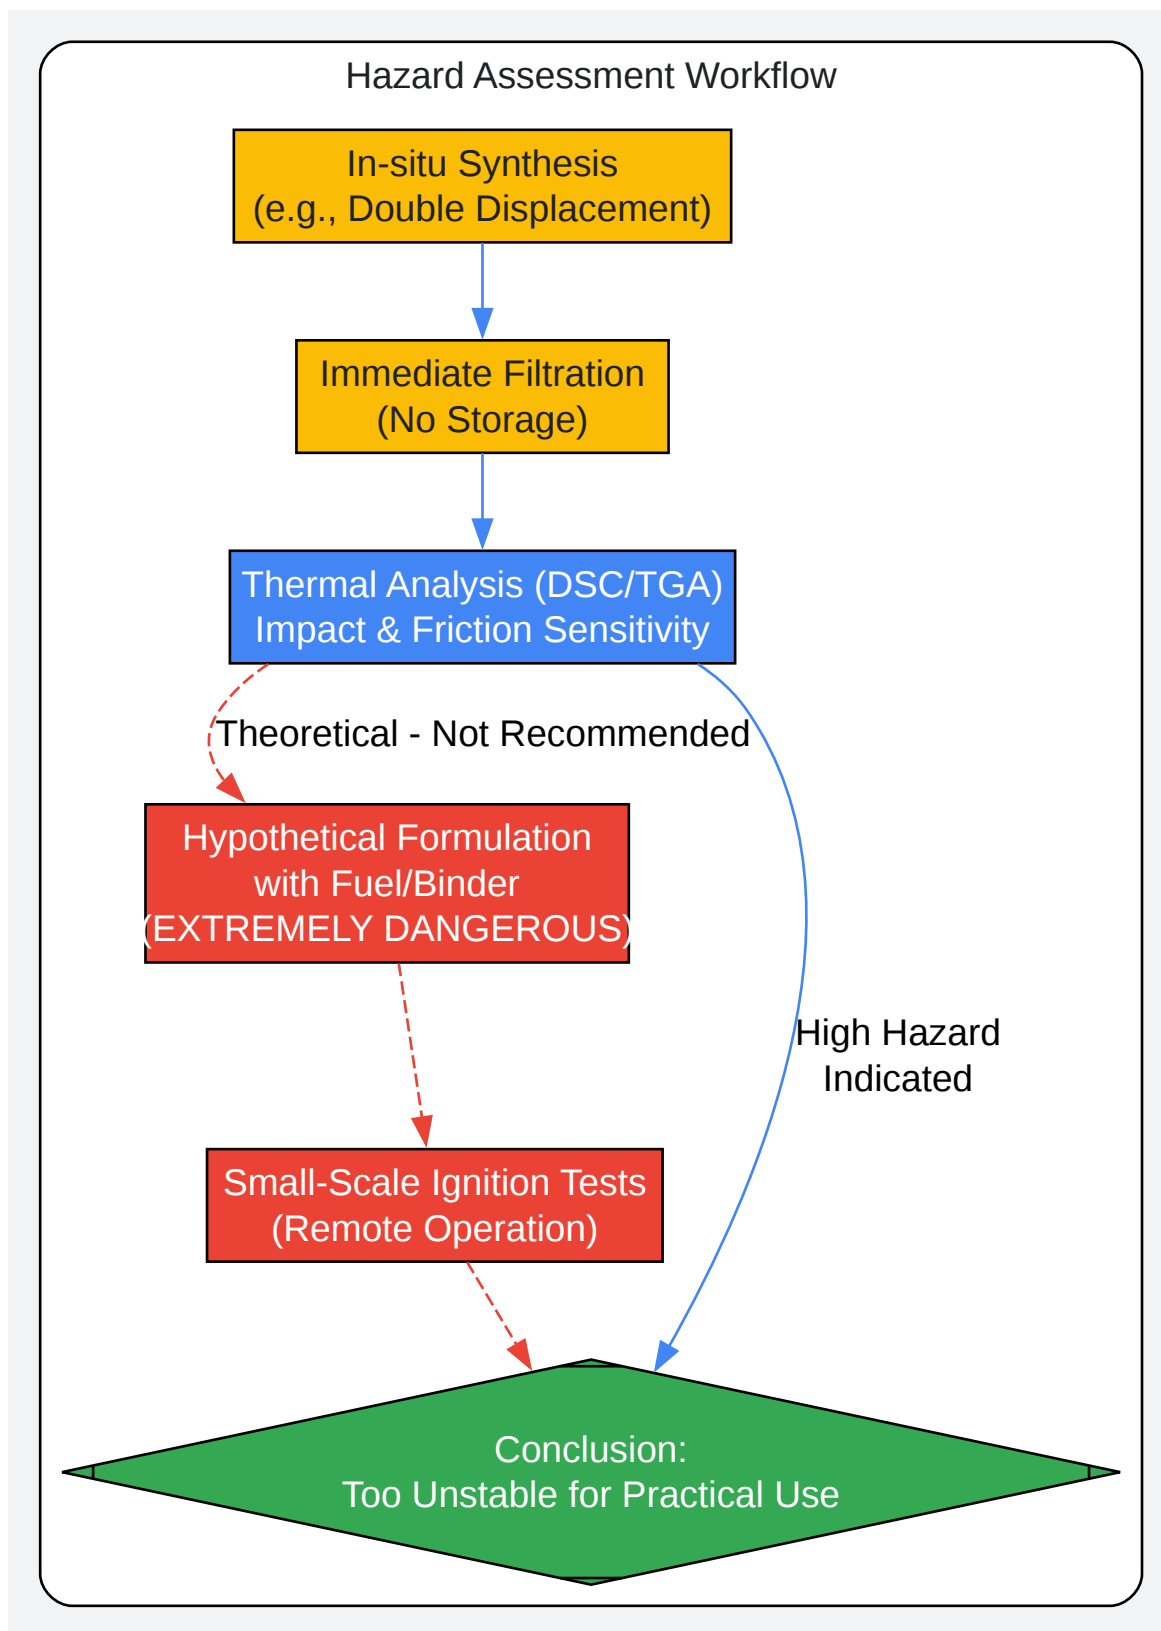 Hazard Assessment Workflow
In-situ Synthesis
(e.g., Double Displacement)
Immediate Filtration
(No Storage)
Thermal Analysis (DSC/TGA)
Impact & Friction Sensitivity
Theoretical - Not Recommended
Hypothetical Formulation
with Fuel/Binder
(EXTREMELY DANGEROUS)
High Hazard
Indicated
Small-Scale Ignition Tests
(Remote Operation)
Conclusion:
Too Unstable for Practical Use